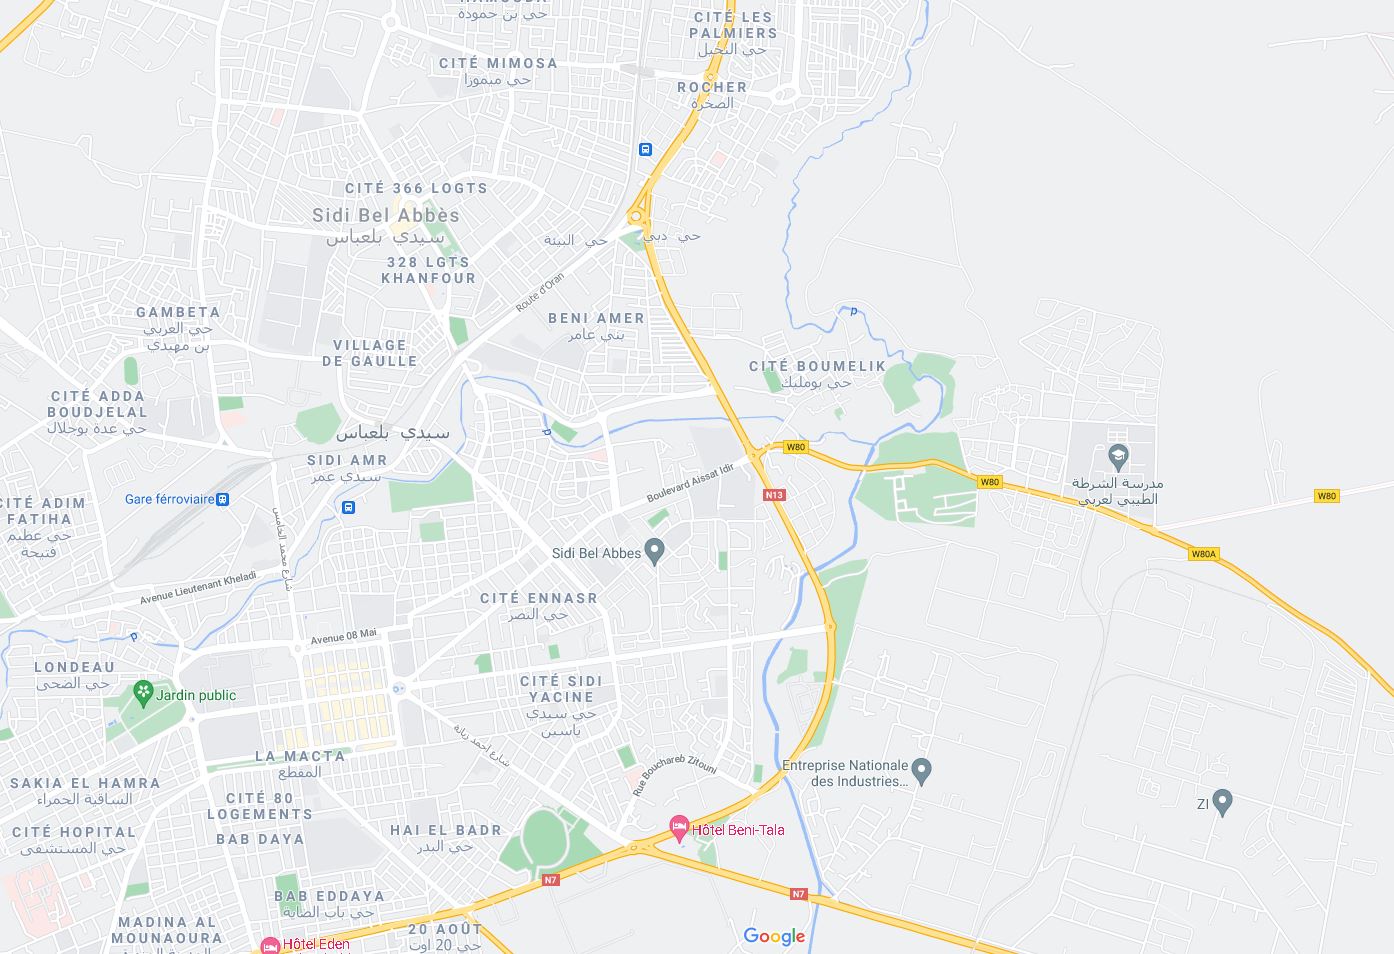 حي بن حمودة
CITÉ LES
PALMIERS
حي النخيل
CITÉ MIMOSA
حي ميموزا
ROCHER
الصخرة
CITÉ 366 LOGTS
Sidi Bel Abbès
سيدي بلعباس
حي البيئة
حي دبي
328 LGTS
KHANFOUR
Route d'Oran
GAMBETA
حي العربي
بن مهيدي
BENI AMER
بني عامر
VILLAGE
DE GAULLE
CITÉ BOUMELIK
حي بومليك
CITÉ ADDA
BOUDJELAL
حي عدة بوجلال
سيدي بلعباس
SIDI AMR
سيدي عمر
W80
Boulevard Aissat Idir
N13
W80
مدرسة الشرطة
الطيبي لعربي
W80
Gare férroviaire
CITÉ ADIM
FATIHA
حي عظيم
فتيحة
شارع محمد الخامس
Sidi Bel Abbes
W80A
Avenue Lieutenant Kheladi
CITÉ ENNASR
حي النصر
Avenue 08 Mai
LONDEAU
حي الضحى
Jardin public
CITÉ SIDI
YACINE
حي سيدي
ياسين
شارع احمد زبانة
LA MACTA
المقطع
Rue Bouchareb Zitouni
Entreprise Nationale
des Industries...
SAKIA EL HAMRA
الساقية الحمراء
CITÉ 80
LOGEMENTS
ZI
CITÉ HOPITAL
حي المستشفى
BAB DAYA
HAI EL BADR
حي البدر
Hôtel Beni-Tala
N7
N7
BAB EDDAYA
حي باب الضاية
MADINA AL
MOUNAOURA
20 AOÛT
حي 20 اوت
Hôtel Eden
Google